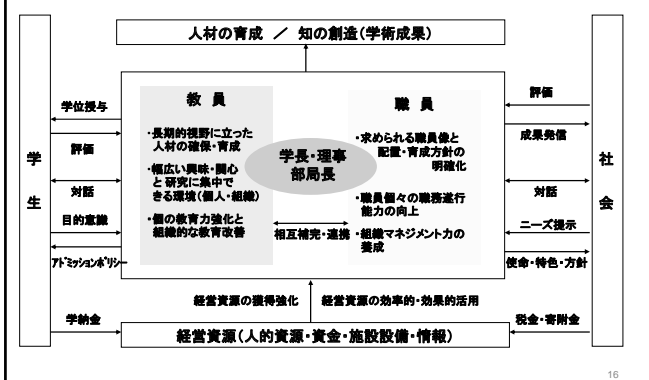 人材の育成 ／ 知の創造(学術成果)
学生
学位授与
評価
対話
目的意識
アドミッションポリシー
学納金
教 員
・長期的視野に立った
人材の確保・育成
・幅広い興味・関心
と研究に集中で
きる環境(個人・組織)
・個の教育力強化と
組織的な教育改善
学長・理事
部局長
相互補完・連携
職 員
・求められる職員像と
配置・育成方針の
明確化
・職員個々の職務遂行
能力の向上
・組織マネジメント力の
養成
評価
成果発信
対話
ニーズ提示
使命・特色・方針
税金・寄附金
社会
経営資源の獲得強化
経営資源の効率的・効果的活用
経営資源(人的資源・資金・施設設備・情報)
16